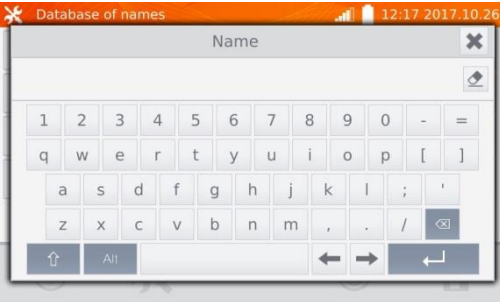 Database of names 12:17 2017.10.26
Name
1 2 3 4 5 6 7 8 9 0 - =
q w e r t y u i o p [ ]
a s d f g h j k l ; '
z x c v b n m , . /
Alt